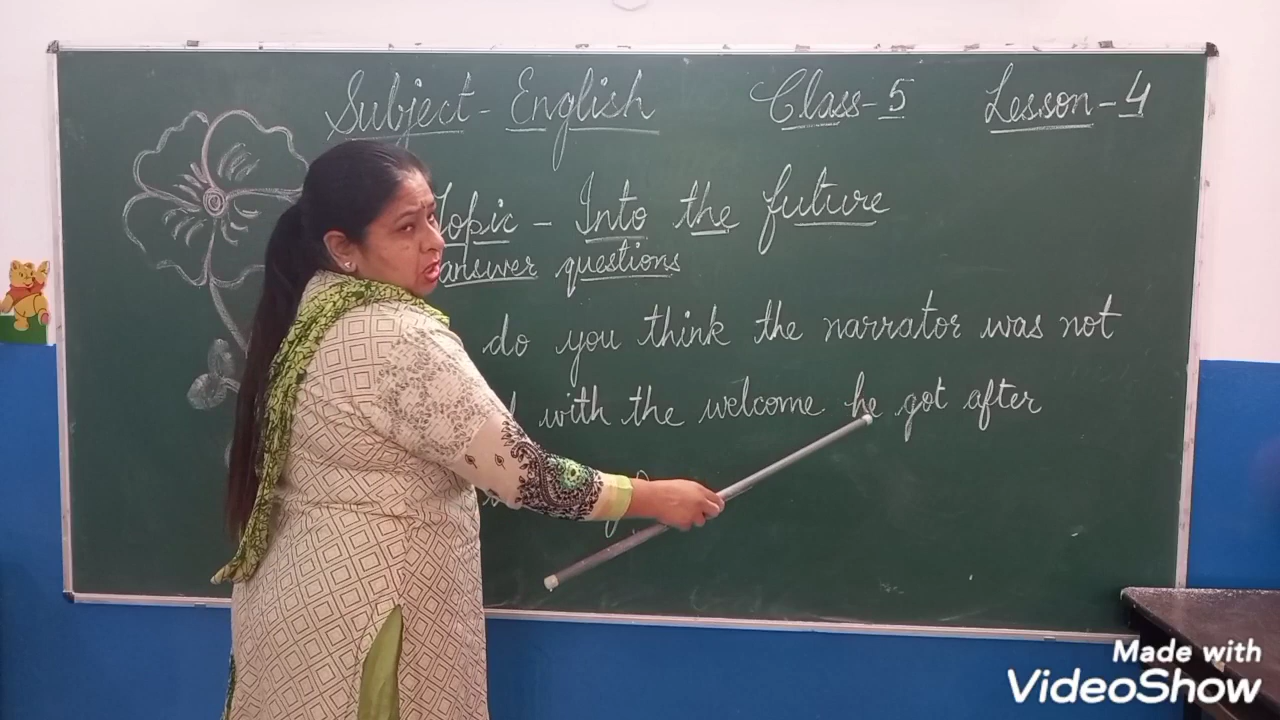 Subject - English Class - 5 Lesson - 4
Topic - Into the future
answer questions
do you think the narrator was not
with the welcome he got after
Made with
VideoShow